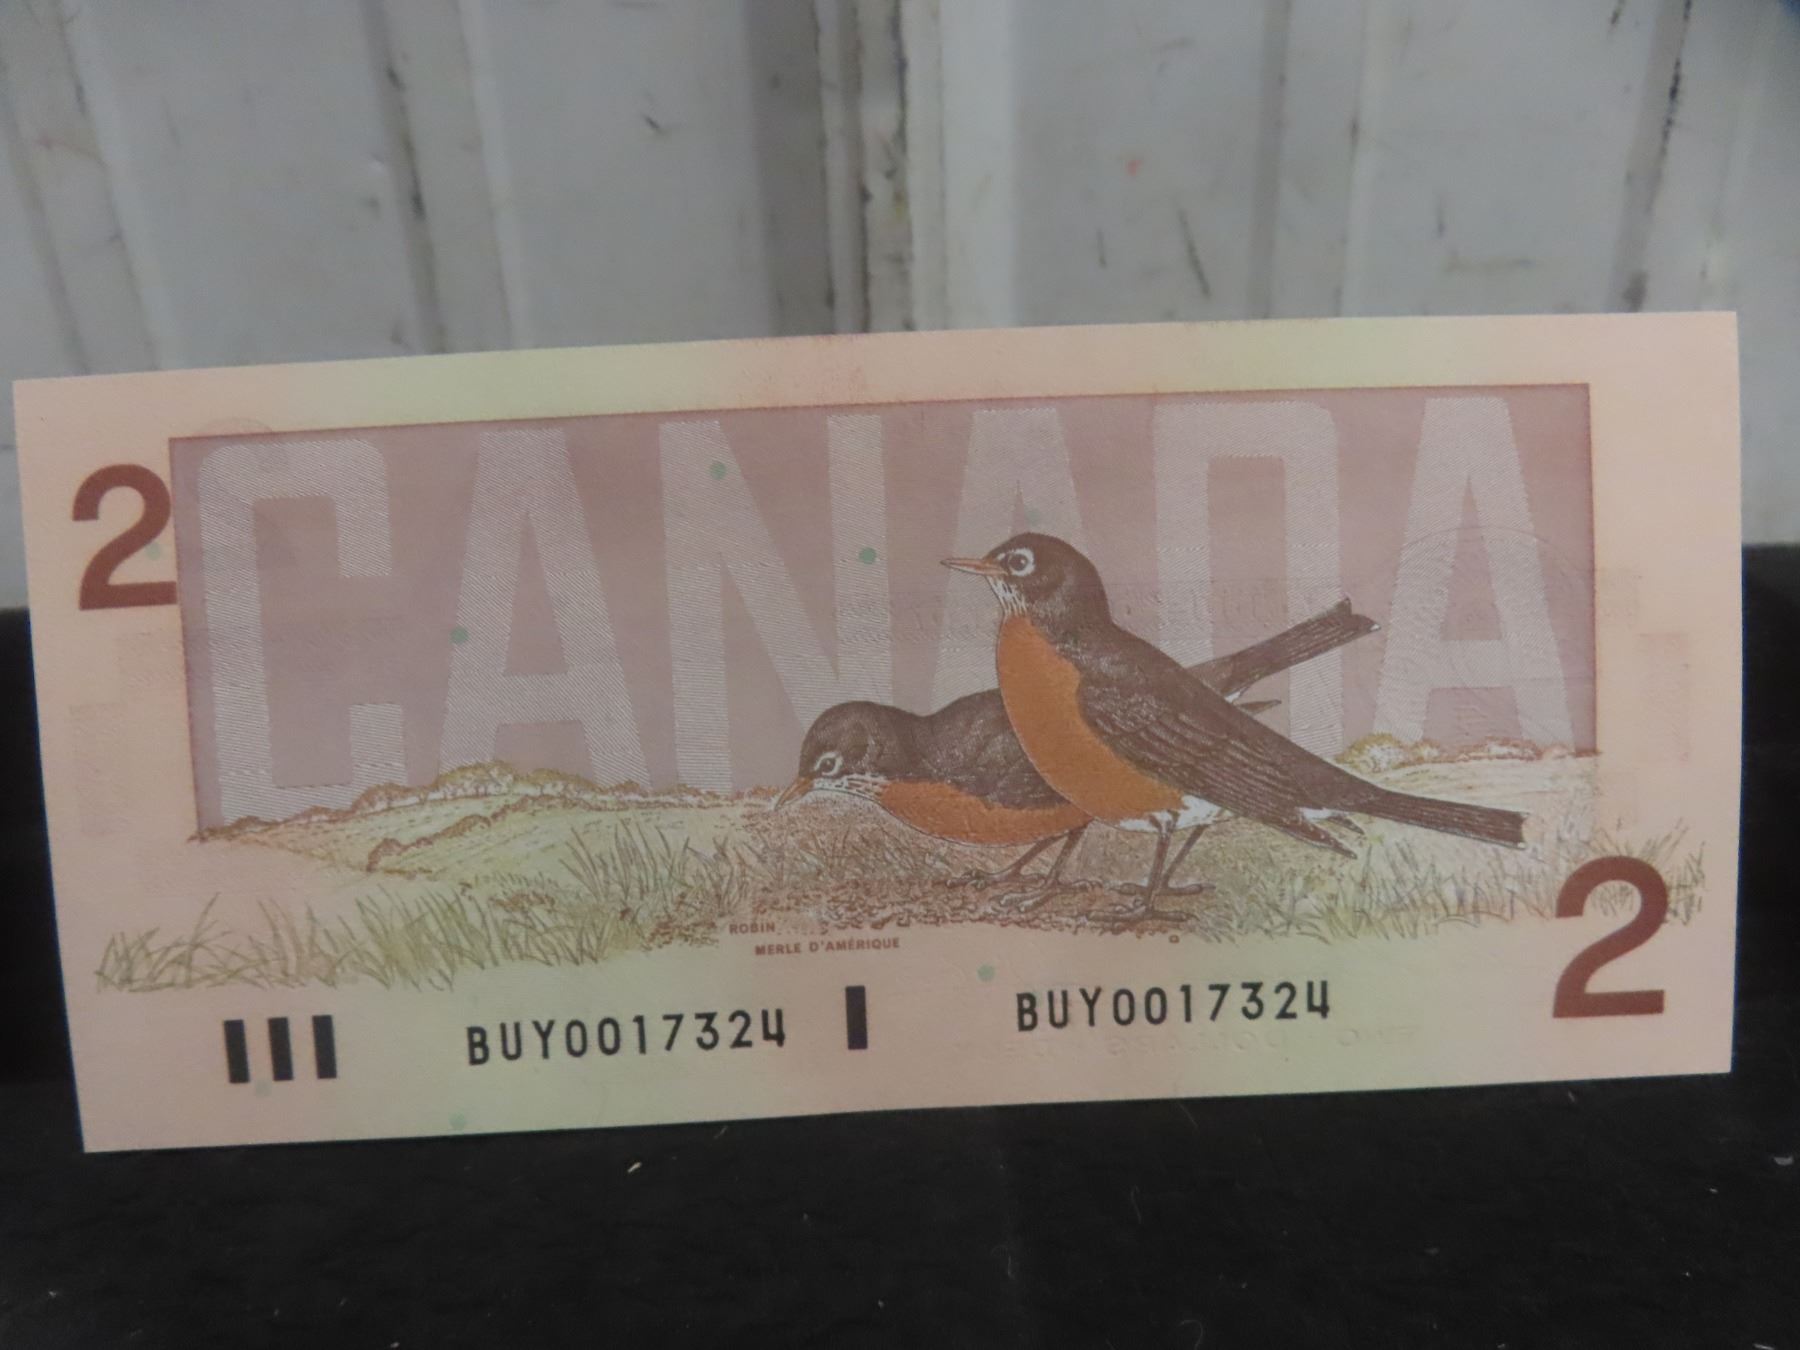 CANADA
2
ROBIN
MERLE D'AMÉRIQUE
BUY0017324
BUY0017324
2